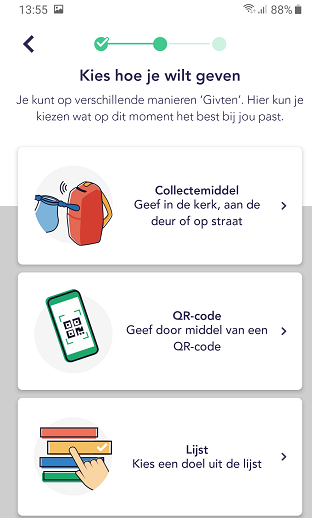 13:55 88%
Kies hoe je wilt geven
Je kunt op verschillende manieren ‘Givten’. Hier kun je
kiezen wat op dit moment het best bij jou past.
Collectemiddel
Geef in de kerk, aan de
deur of op straat
QR-code
Geef door middel van een
QR-code
Lijst
Kies een doel uit de lijst